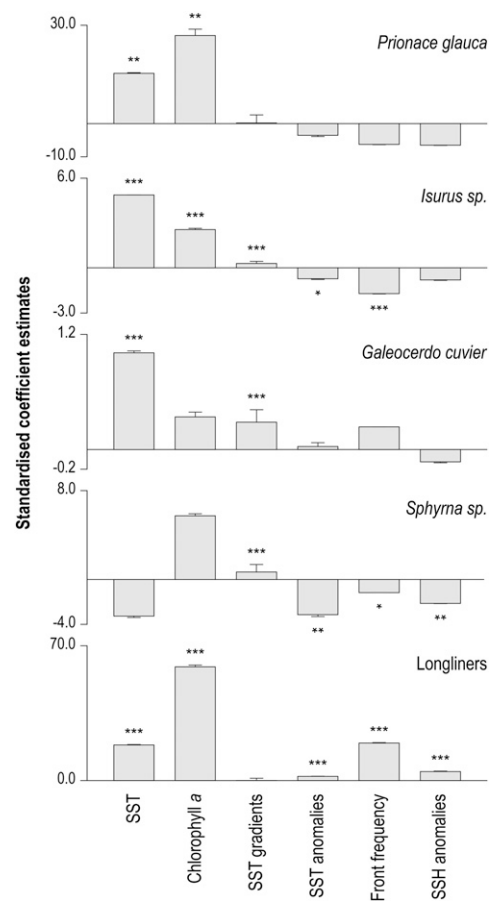 Standardised coefficient estimates
30.0
**
**
Prionace glauca
-10.0
6.0
***
***
***
*
***
Isurus sp.
-3.0
1.2
***
***
Galeocerdo cuvier
-0.2
8.0
***
**
*
**
Sphyrna sp.
-4.0
70.0
***
***
***
***
***
Longliners
0.0
SST
Chlorophyll a
SST gradients
SST anomalies
Front frequency
SSH anomalies